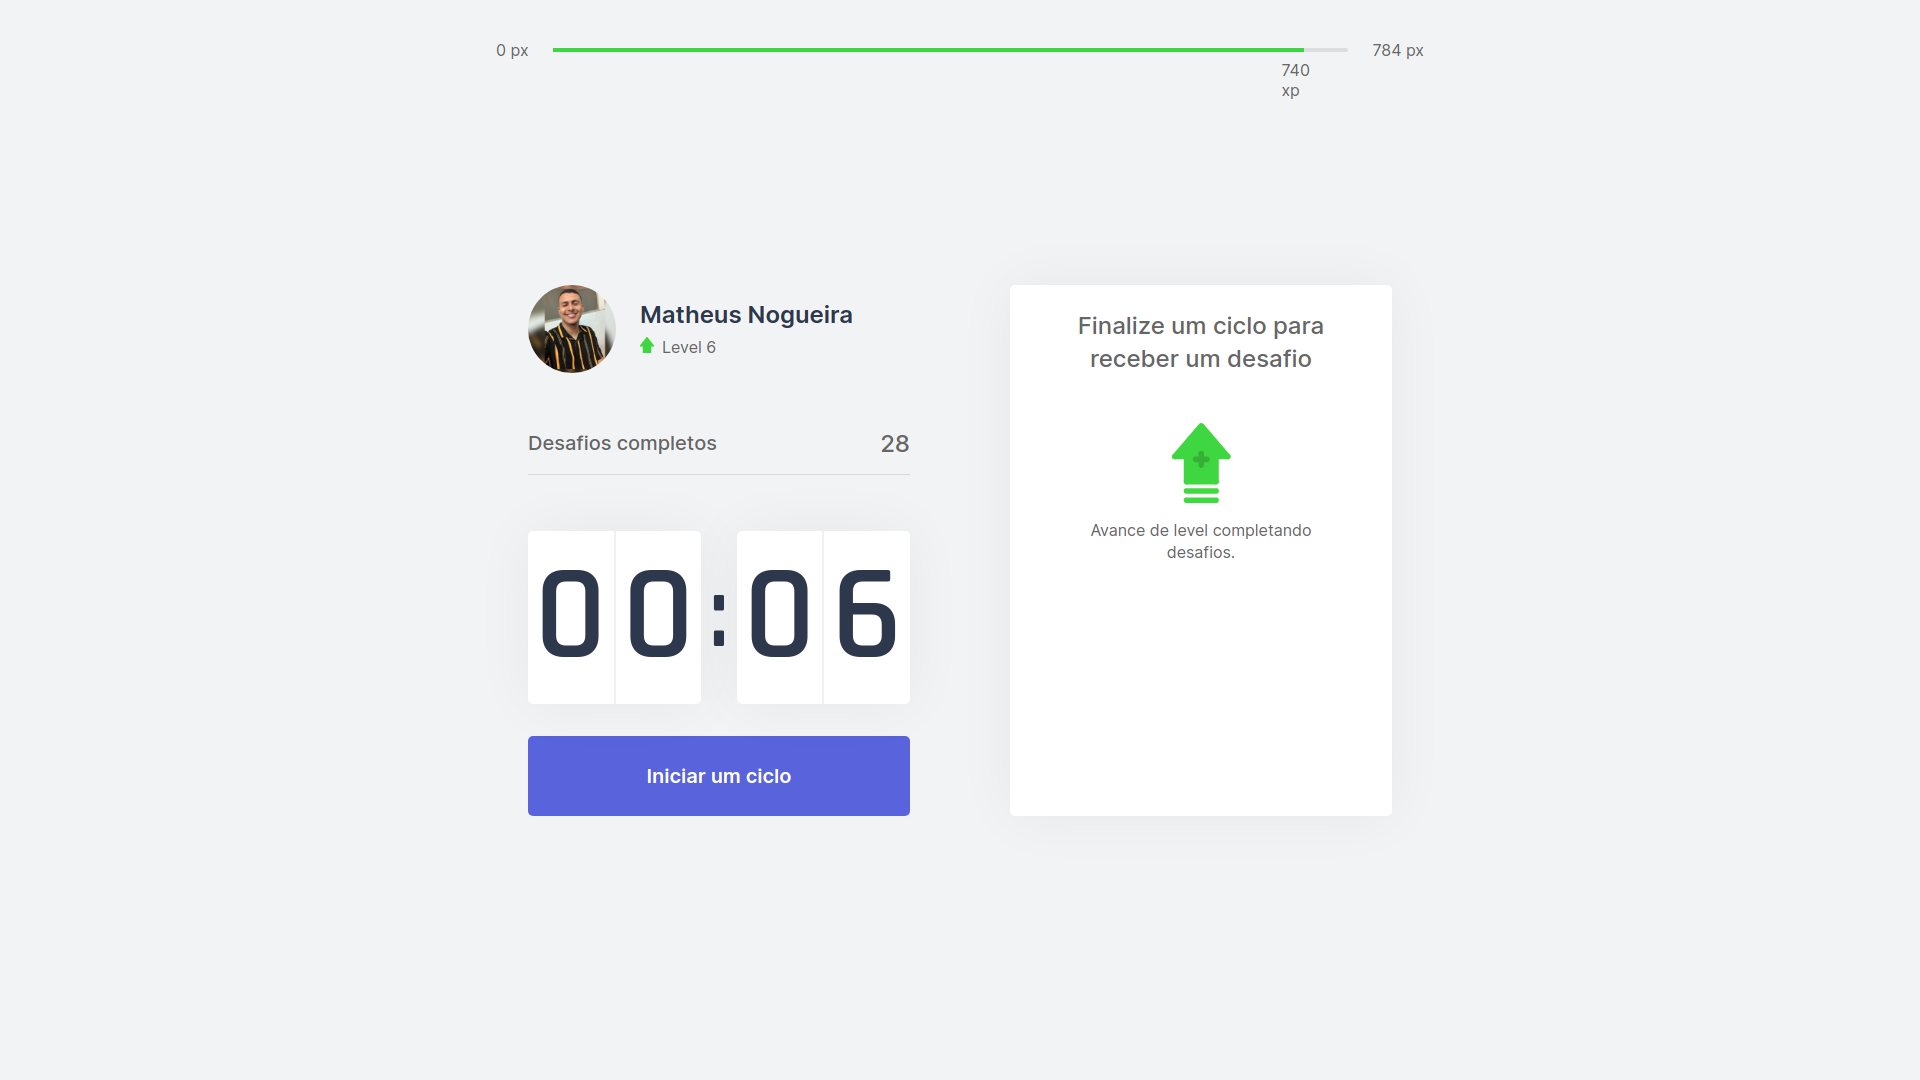 0 px
784 px
740
xp
Matheus Nogueira
Level 6
Desafios completos
28
00:06
Iniciar um ciclo
Finalize um ciclo para
receber um desafio
Avance de level completando
desafios.